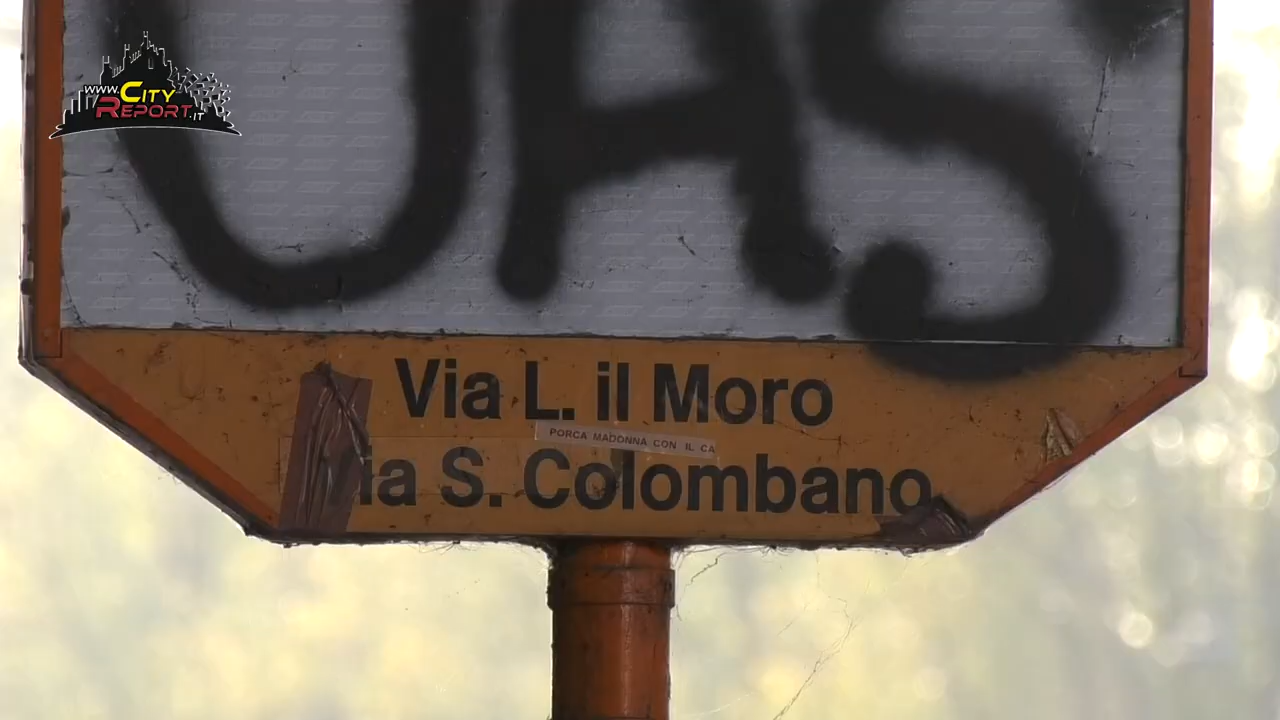 www.CITY
REPORT.IT
UAS
Via L. il Moro
PORCA MADONNA CON IL CA
ia S. Colombano